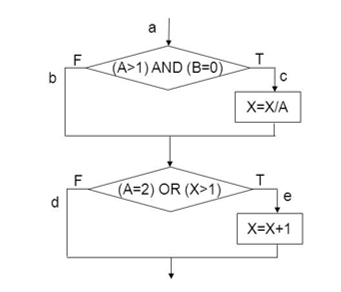 a
F
(A>1) AND (B=0)
T
b
c
X=X/A
F
(A=2) OR (X>1)
T
d
e
X=X+1